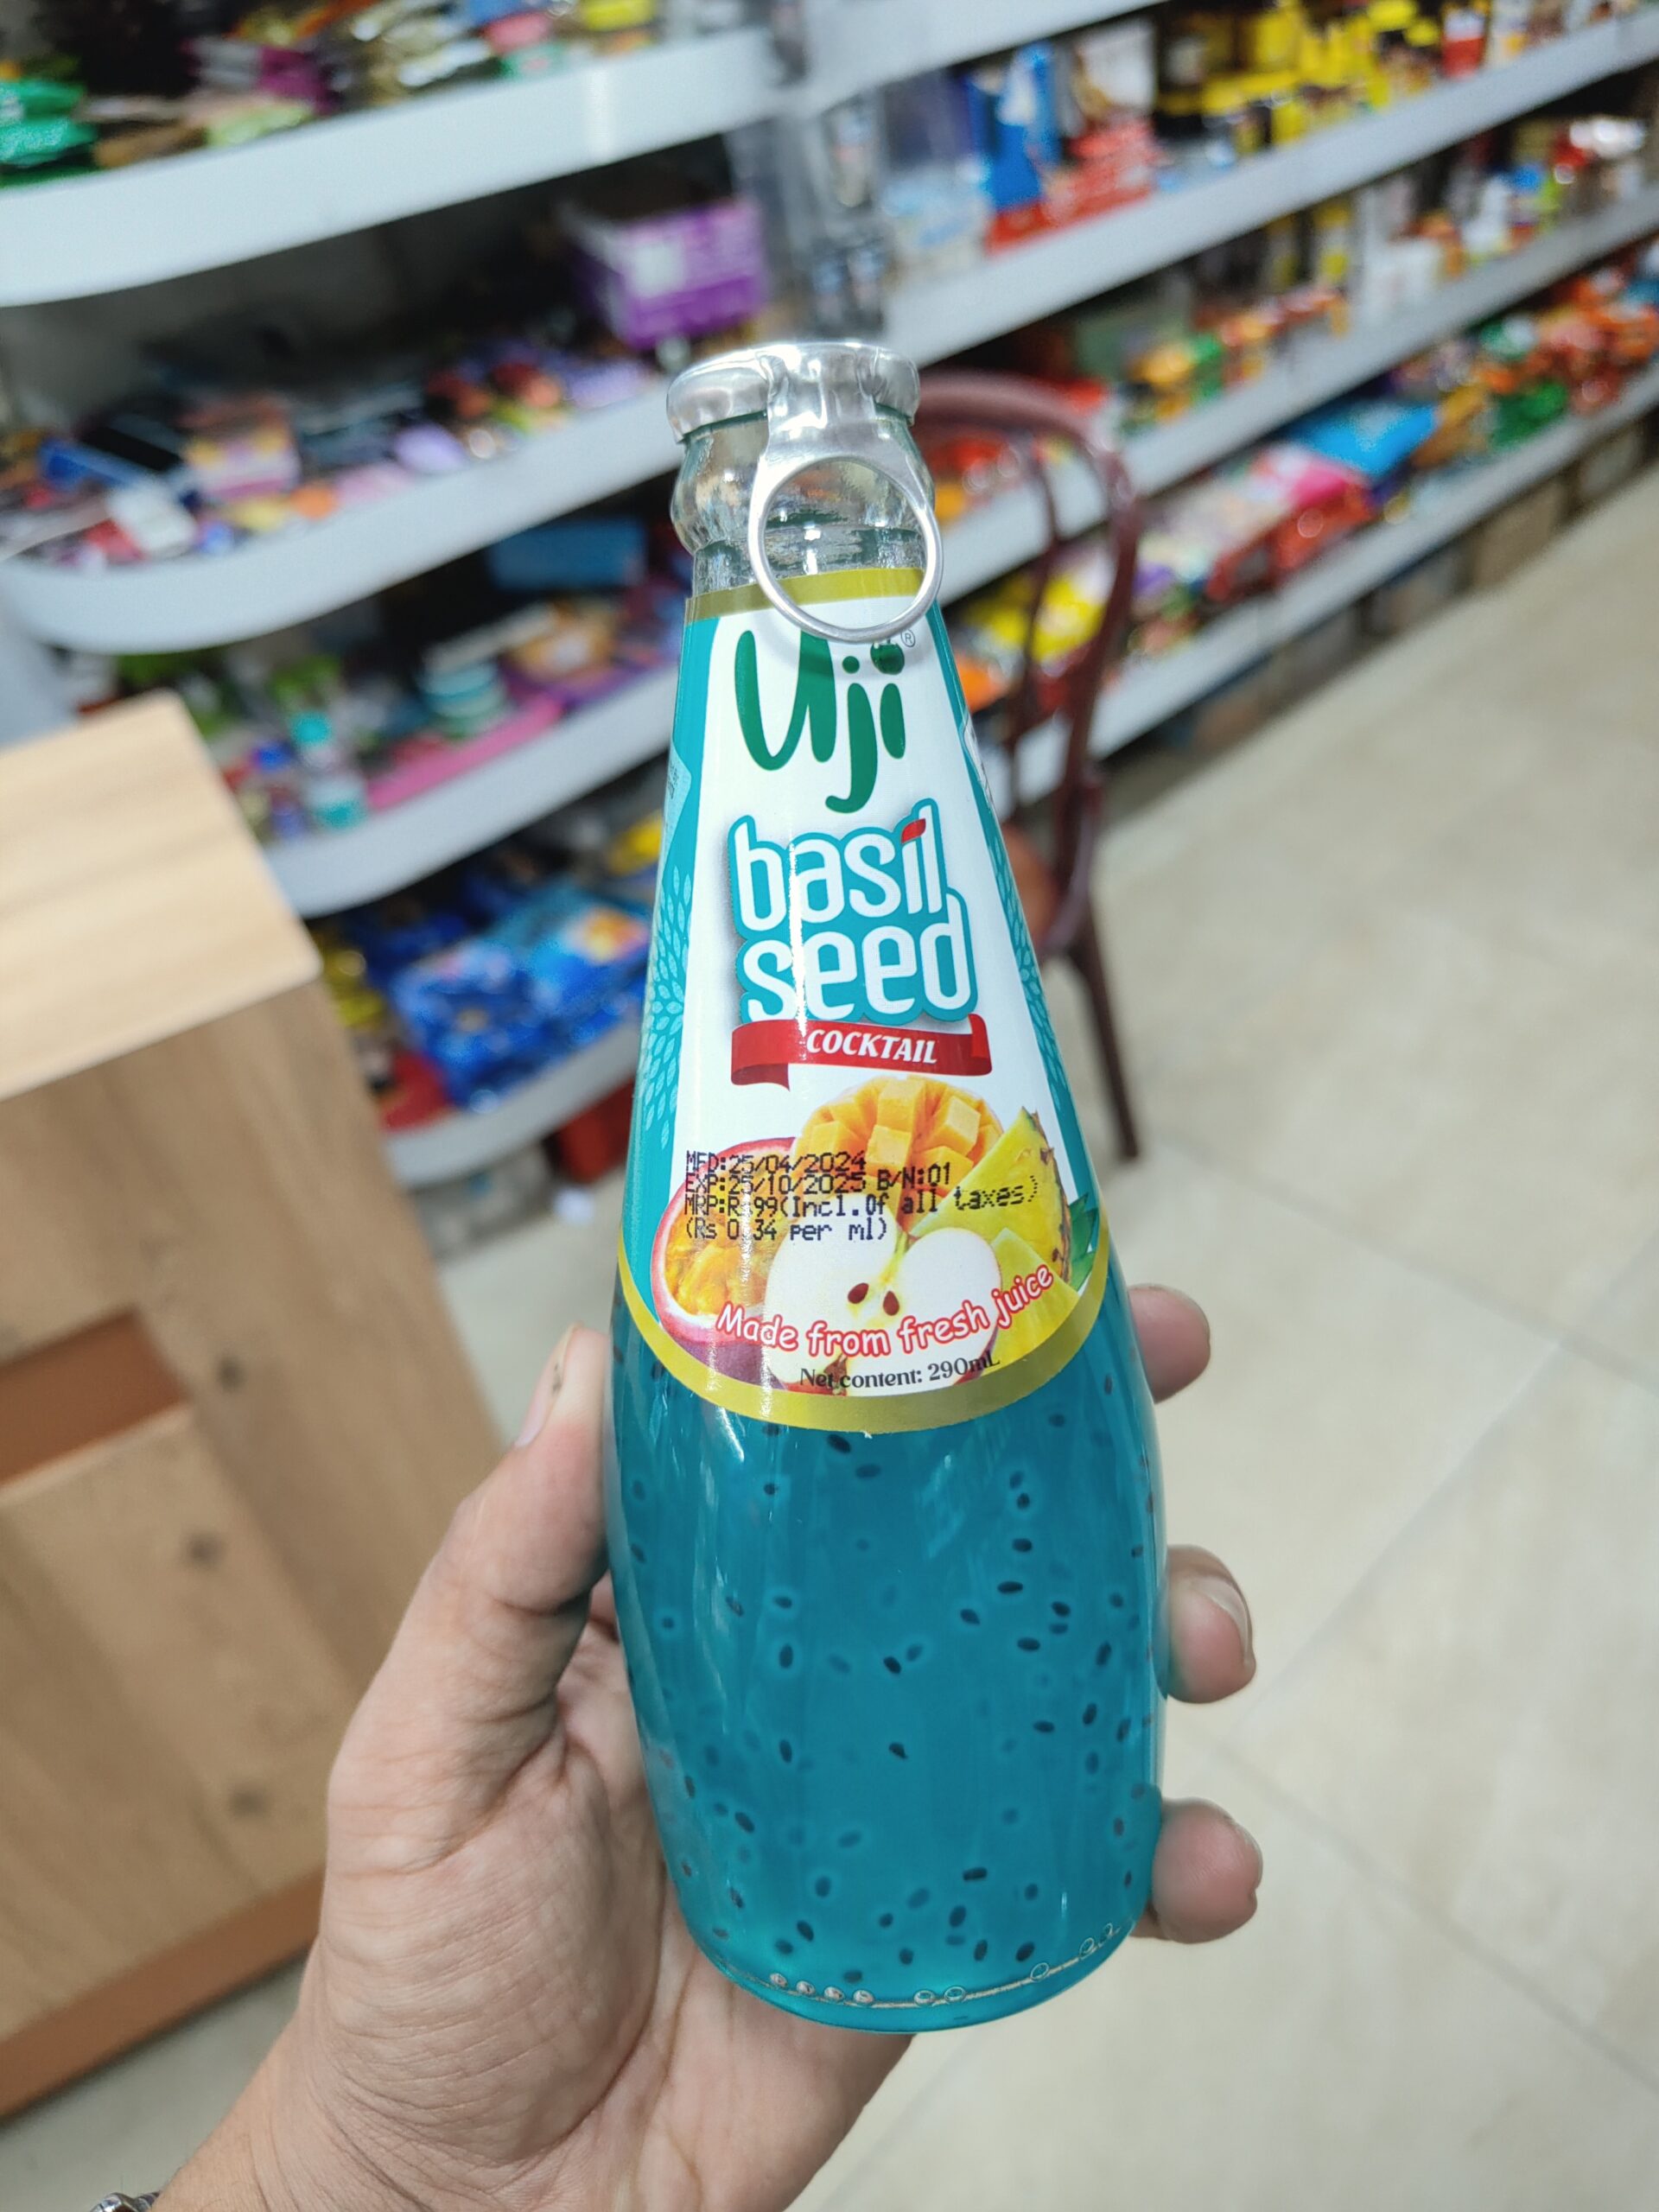 Uji®
basil
seed
COCKTAIL
MFD:25/04/2024
EXP:25/10/2025 B/N:01
MRP:Rs 99(Incl.Of all taxes)
(Rs 0.34 per ml)
Made from fresh juice
Net content: 290mL